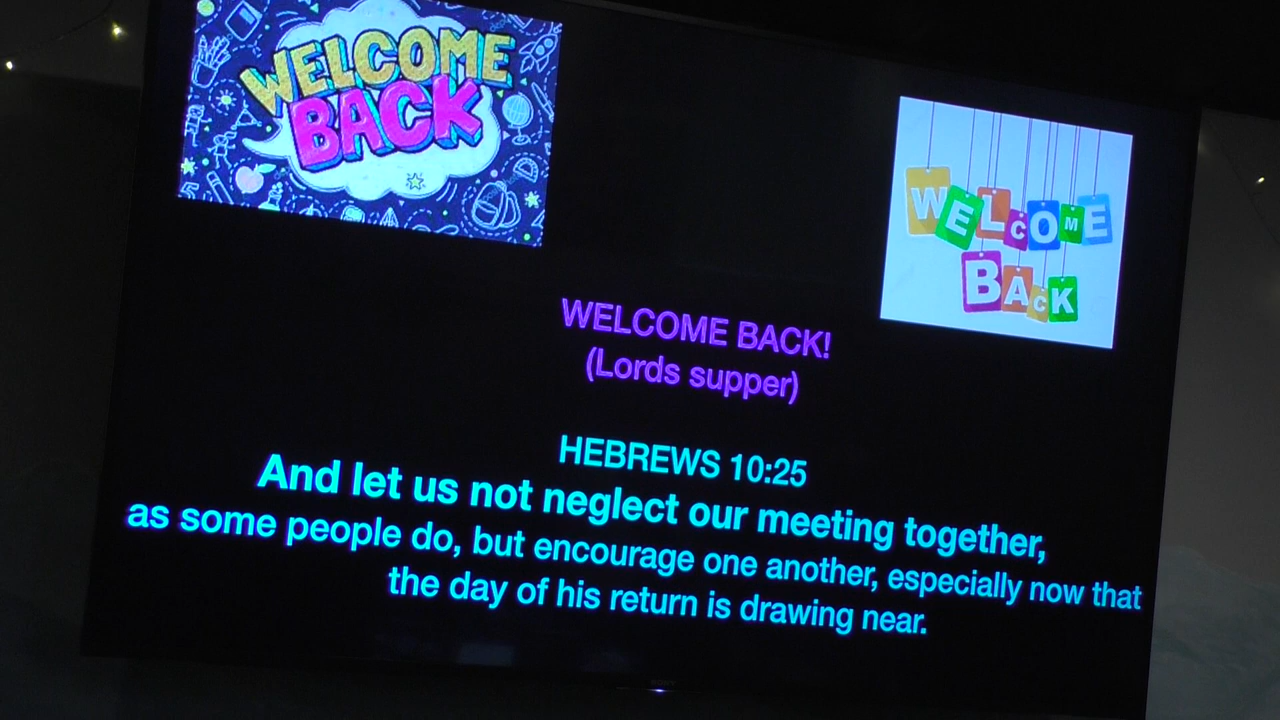 WELCOME
BACK
WELCOME
BACK
WELCOME BACK!
(Lords supper)
HEBREWS 10:25
And let us not neglect our meeting together,
as some people do, but encourage one another, especially now that
the day of his return is drawing near.
SONY